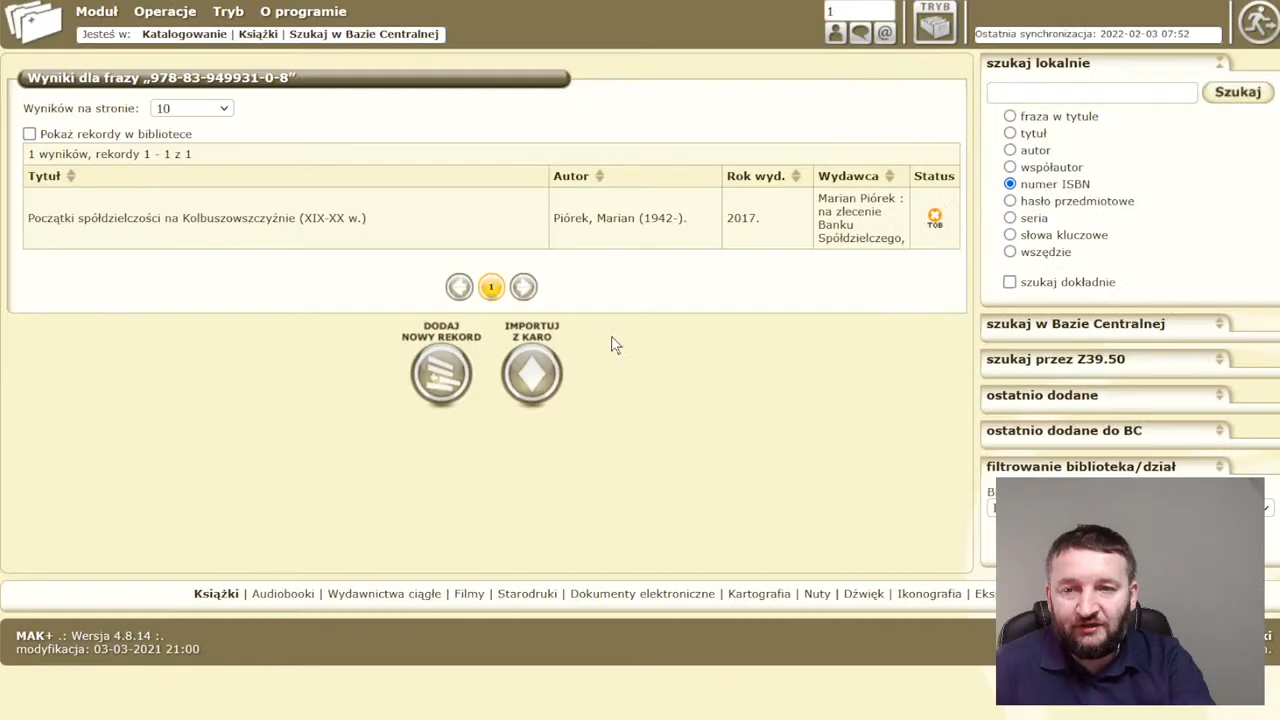 Moduł Operacje Tryb O programie
Jesteś w: Katalogowanie | Książki | Szukaj w Bazie Centralnej
1
TRYB
Ostatnia synchronizacja: 2022-02-03 07:52
Wyniki dla frazy „978-83-949931-0-8”
Wyników na stronie: 10
Pokaż rekordy w bibliotece
1 wyników, rekordy 1 - 1 z 1
Tytuł Autor Rok wyd. Wydawca Status
Początki spółdzielczości na Kolbuszowszczyźnie (XIX-XX w.) Piórek, Marian (1942-). 2017.
Marian Piórek :
na zlecenie
Banku
Spółdzielczego,
TOB
1
DODAJ
NOWY REKORD
IMPORTUJ
Z KARO
szukaj lokalnie
Szukaj
fraza w tytule
tytuł
autor
współautor
numer ISBN
hasło przedmiotowe
seria
słowa kluczowe
wszędzie
szukaj dokładnie
szukaj w Bazie Centralnej
szukaj przez Z39.50
ostatnio dodane
ostatnio dodane do BC
filtrowanie biblioteka/dział
Książki | Audiobooki | Wydawnictwa ciągłe | Filmy | Starodruki | Dokumenty elektroniczne | Kartografia | Nuty | Dźwięk | Ikonografia |
MAK+ .: Wersja 4.8.14 :.
modyfikacja: 03-03-2021 21:00